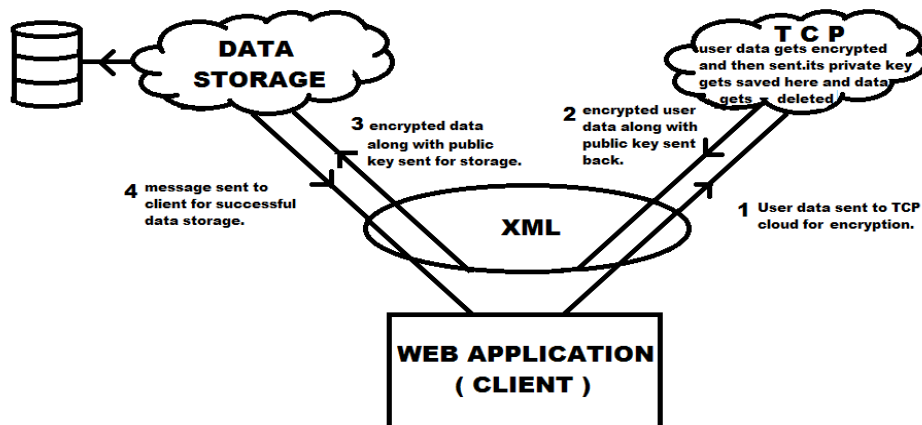 DATA
STORAGE
T C P
user data gets encrypted
and then sent.its private key
gets saved here and data
gets deleted
3 encrypted data
along with public
key sent for storage.
2 encrypted user
data along with
public key sent
back.
4 message sent to
client for successful
data storage.
1 User data sent to TCP
cloud for encryption.
XML
WEB APPLICATION
( CLIENT )